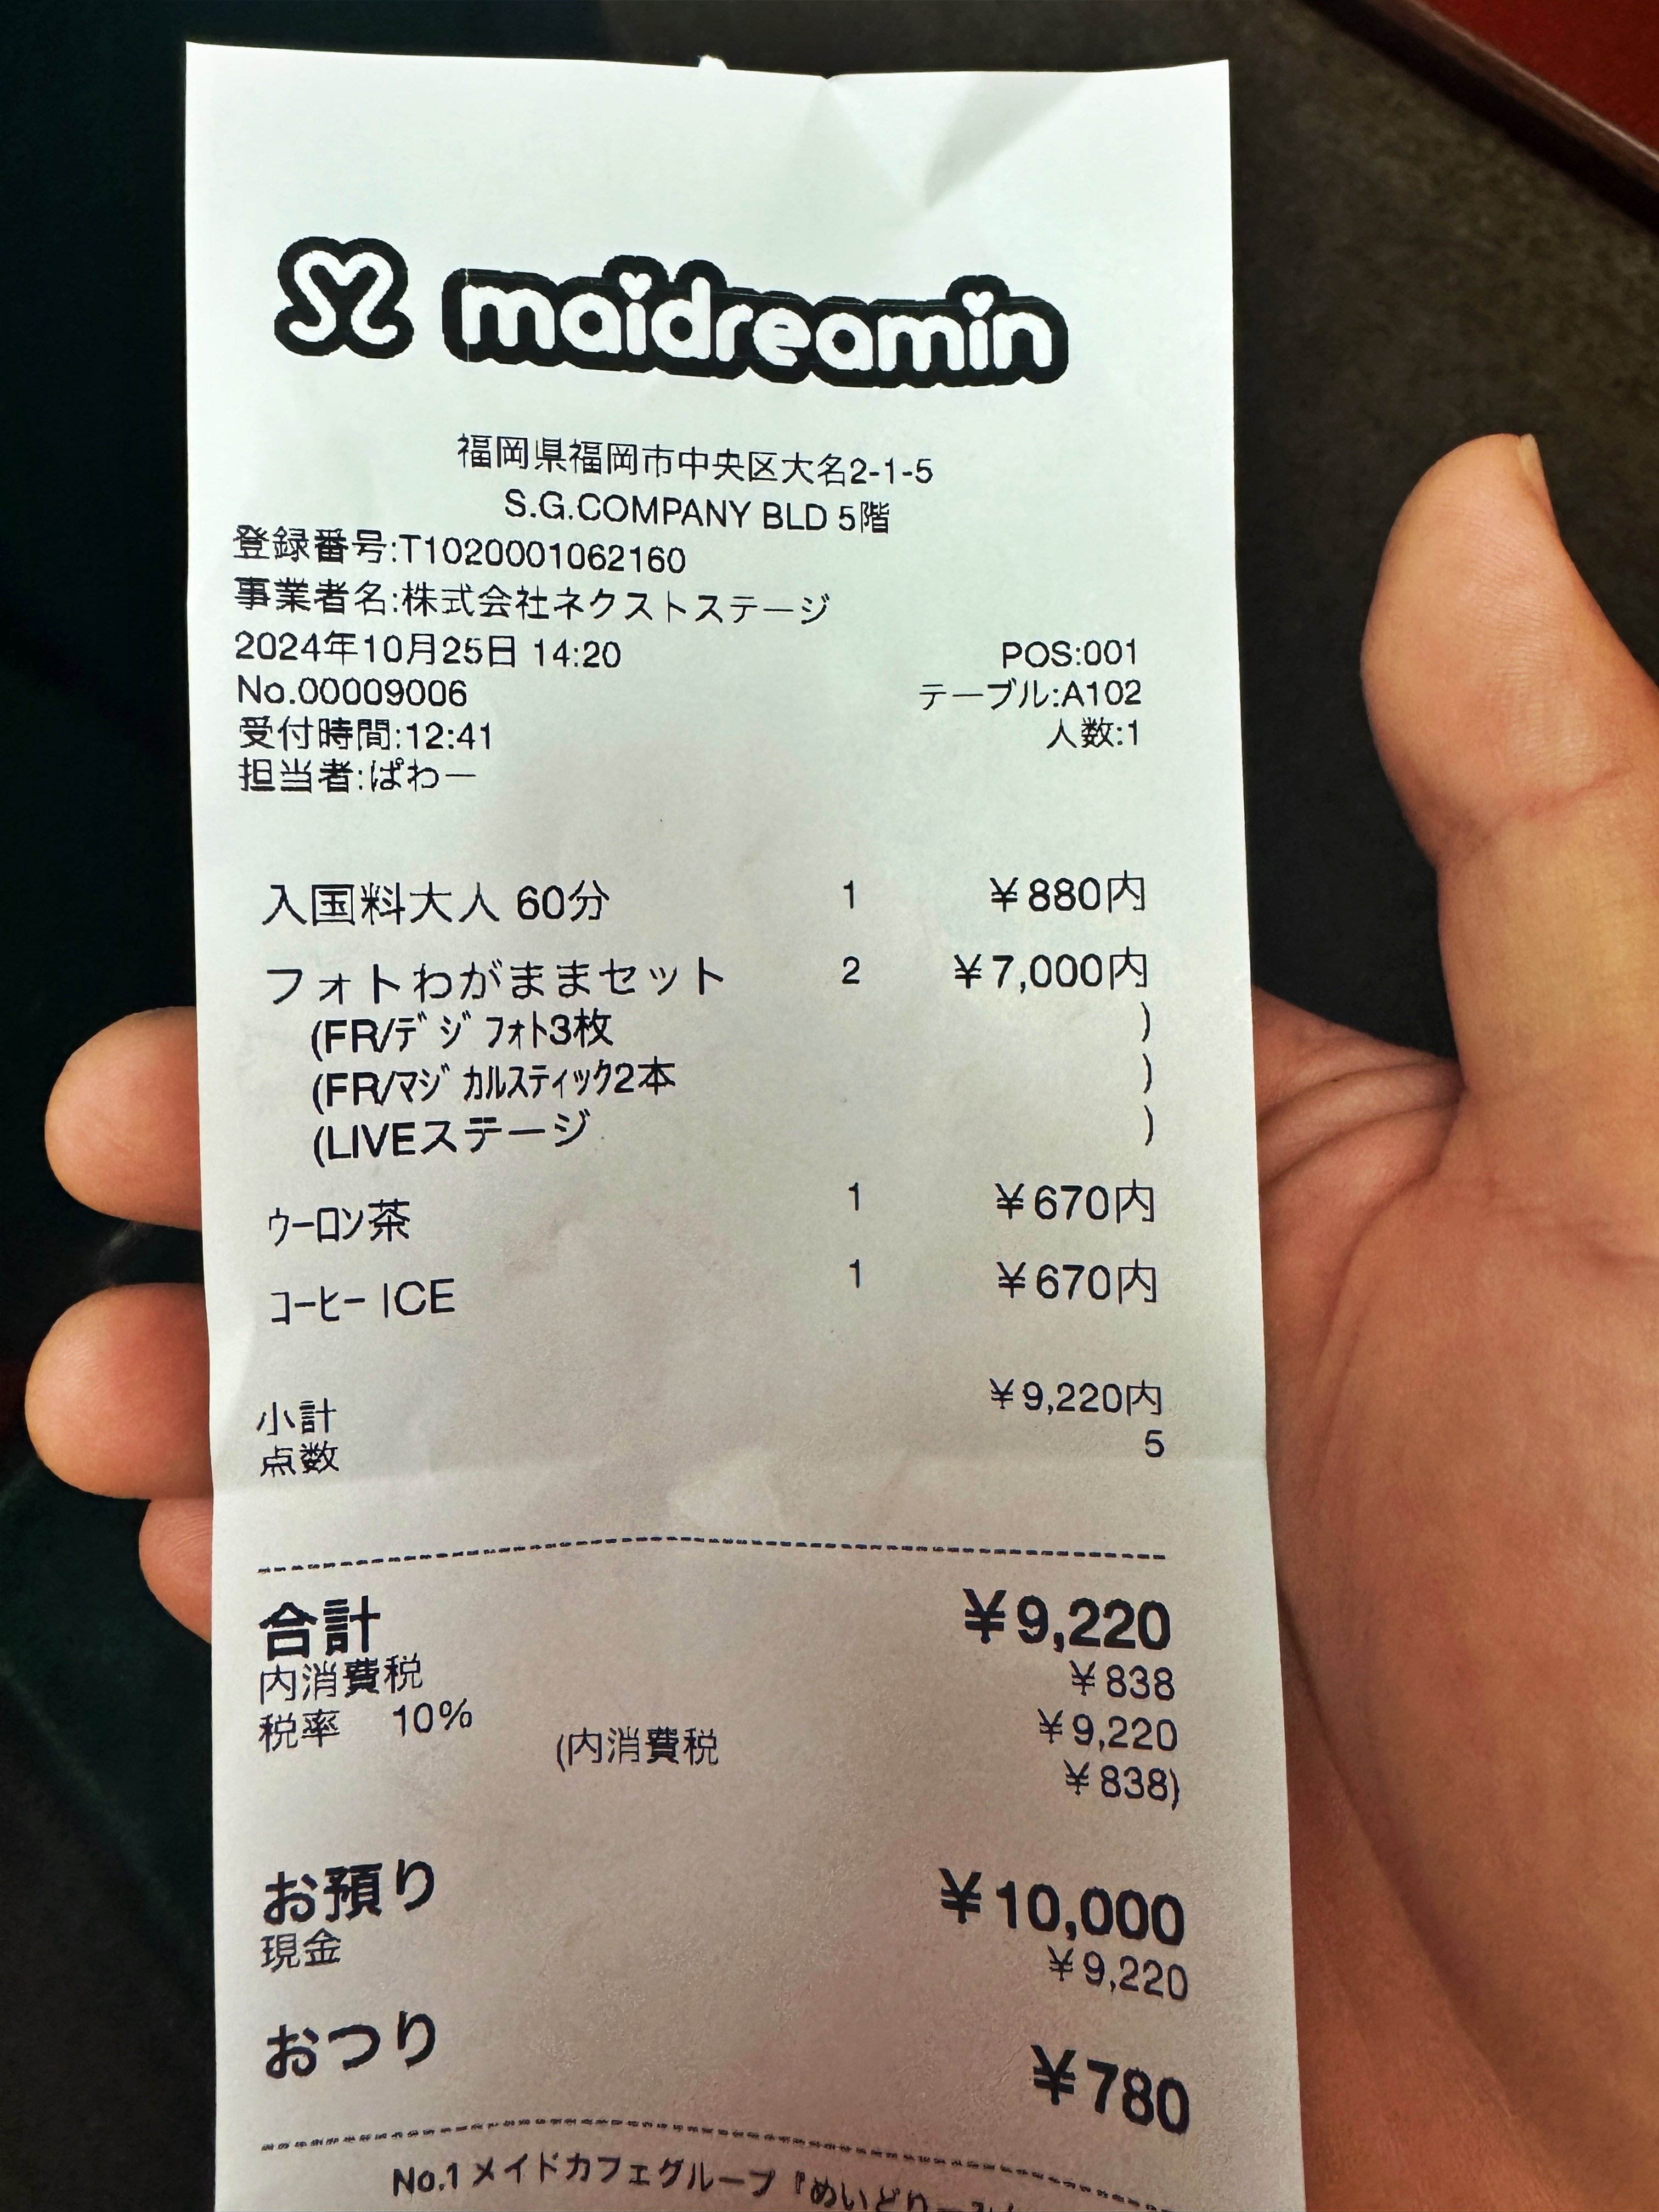 maidreamin
福岡県福岡市中央区大名2-1-5
S.G.COMPANY BLD 5階
登録番号:T1020001062160
事業者名:株式会社ネクストステージ
2024年10月25日 14:20 POS:001
No.00009006 テーブル:A102
受付時間:12:41 人数:1
担当者:ぱわー
入国料大人 60分 1 ¥880内
フォトわがままセット 2 ¥7,000内
(FR/デジフォト3枚 )
(FR/マジカルスティック2本 )
(LIVEステージ )
ウーロン茶 1 ¥670内
コーヒー ICE 1 ¥670内
小計 ¥9,220内
点数 5
合計 ¥9,220
内消費税 ¥838
税率 10% ¥9,220
(内消費税 ¥838)
お預り ¥10,000
現金 ¥9,220
おつり ¥780
No.1 メイドカフェグループ『めいどりーみん